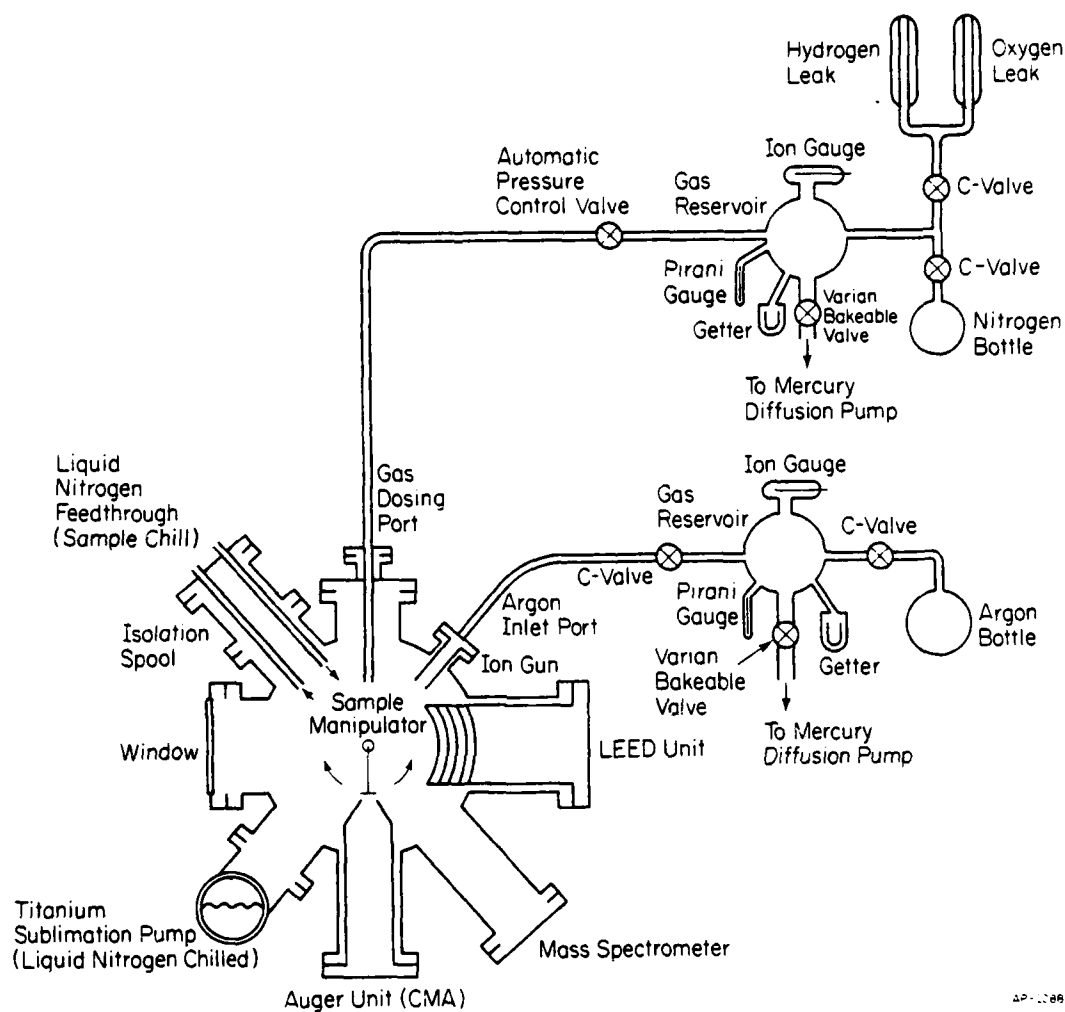 Hydrogen
Leak
Oxygen
Leak
Ion Gauge
Automatic
Pressure
Control Valve
Gas
Reservoir
C-Valve
Pirani
Gauge
Getter
Varian
Bakeable
Valve
C-Valve
Nitrogen
Bottle
To Mercury
Diffusion Pump
Liquid
Nitrogen
Feedthrough
(Sample Chill)
Gas
Dosing
Port
Ion Gauge
Gas
Reservoir
C-Valve
C-Valve
Pirani
Gauge
Argon
Inlet Port
Argon
Bottle
Isolation
Spool
Ion Gun
Varian
Bakeable
Valve
Getter
Sample
Manipulator
Window
LEED Unit
To Mercury
Diffusion Pump
Titanium
Sublimation Pump
(Liquid Nitrogen Chilled)
Mass Spectrometer
Auger Unit (CMA)